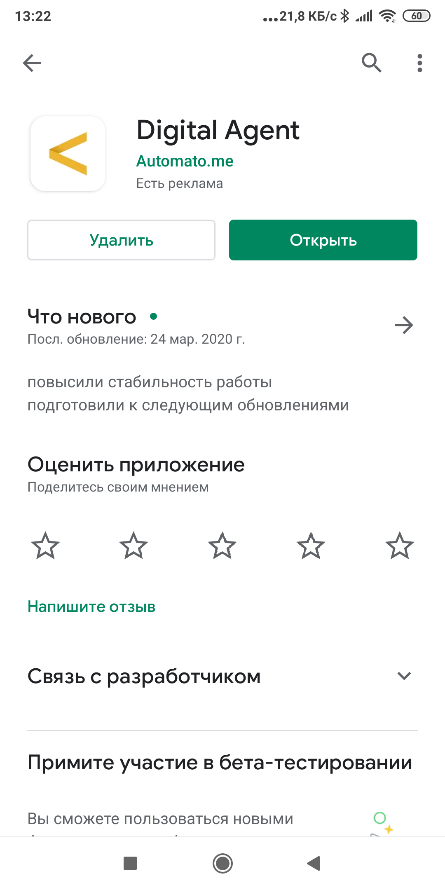 13:22
...21,8 КБ/с
60
Digital Agent
Automato.me
Есть реклама
Удалить
Открыть
Что нового
Посл. обновление: 24 мар. 2020 г.
повысили стабильность работы
подготовили к следующим обновлениями
Оценить приложение
Поделитесь своим мнением
Напишите отзыв
Связь с разработчиком
Примите участие в бета-тестировании
Вы сможете пользоваться новыми